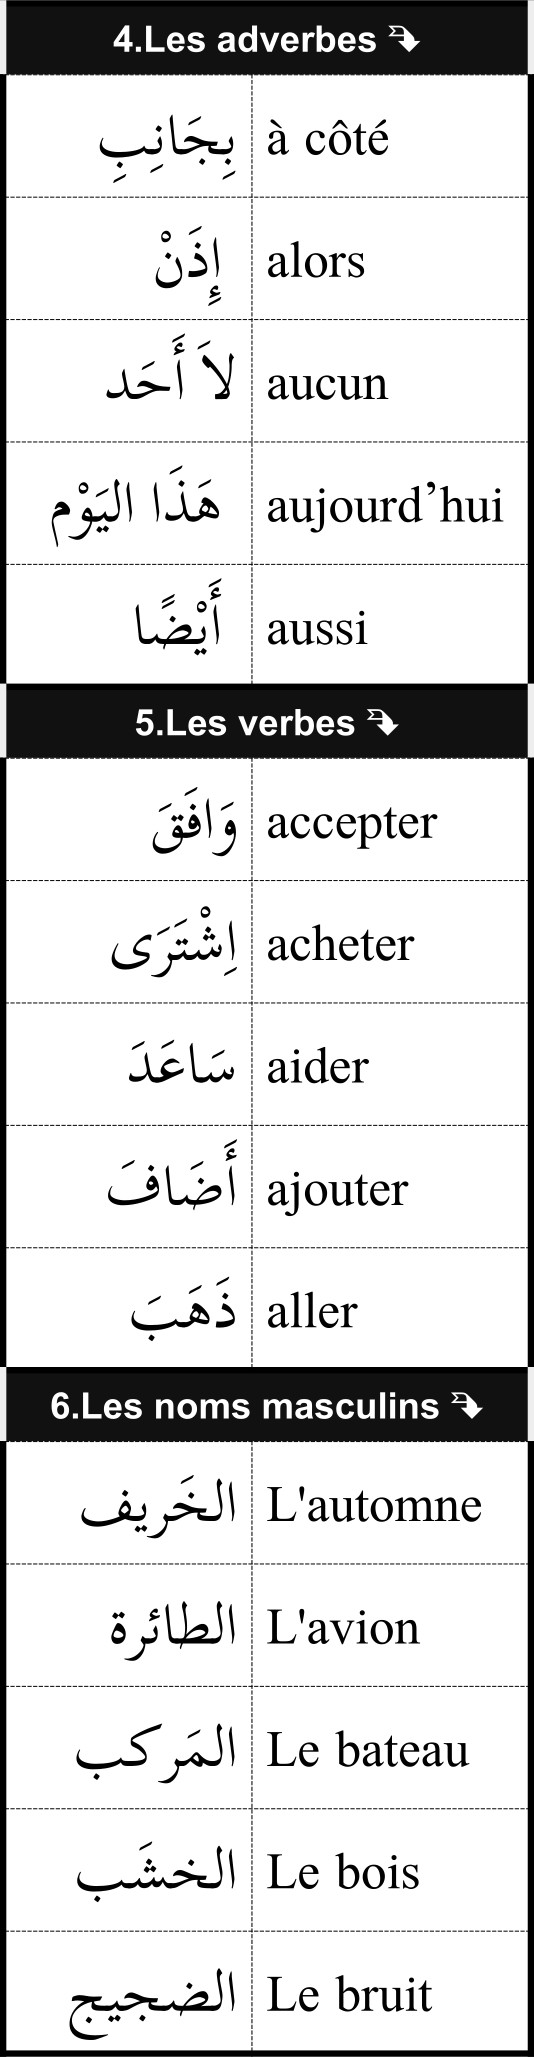 4.Les adverbes
à côté بِجَانِبِ
alors إِذَنْ
aucun لاَ أَحَد
aujourd’hui هَذَا اليَوْم
aussi أَيْضًا
5.Les verbes
accepter وَافَقَ
acheter اِشْتَرَى
aider سَاعَدَ
ajouter أَضَافَ
aller ذَهَبَ
6.Les noms masculins
L'automne الخَريف
L'avion الطائرة
Le bateau المَركب
Le bois الخشَب
Le bruit الضجيج